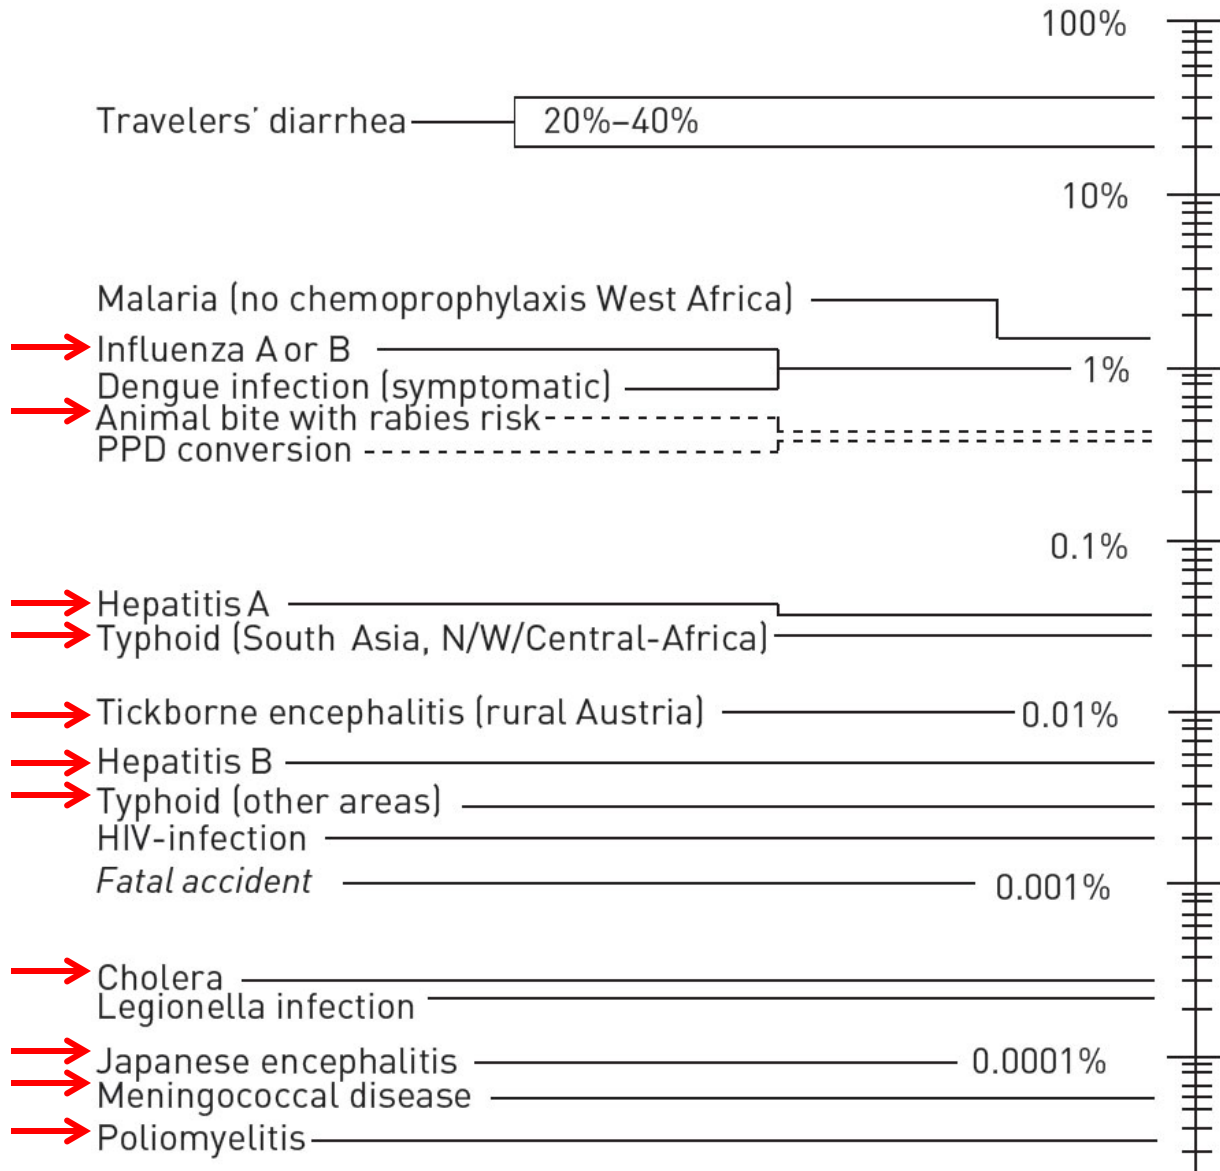 100%
Travelers' diarrhea 20%–40%
10%
Malaria (no chemoprophylaxis West Africa)
Influenza A or B
1%
Dengue infection (symptomatic)
Animal bite with rabies risk
PPD conversion
0.1%
Hepatitis A
Typhoid (South Asia, N/W/Central-Africa)
Tickborne encephalitis (rural Austria) 0.01%
Hepatitis B
Typhoid (other areas)
HIV-infection
Fatal accident 0.001%
Cholera
Legionella infection
Japanese encephalitis 0.0001%
Meningococcal disease
Poliomyelitis